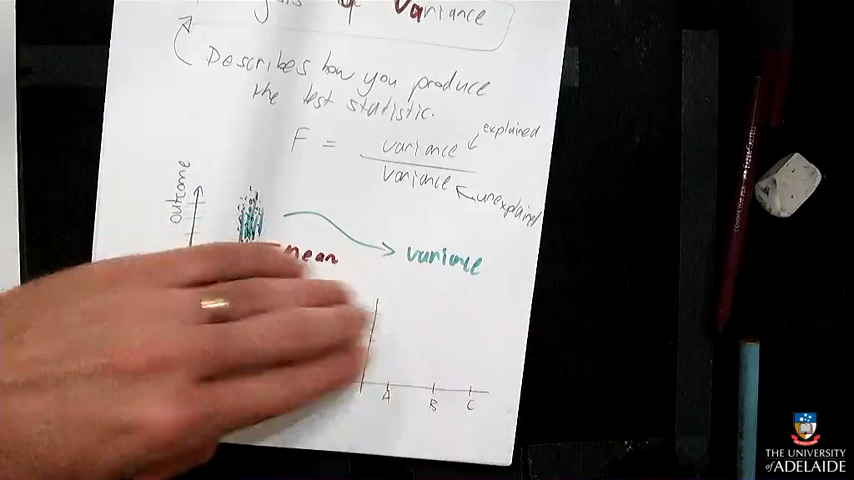 of Variance
Describes how you produce
the test statistic.
F = variance explained
variance unexplained
outcome
mean
variance
A B C
THE UNIVERSITY
of ADELAIDE